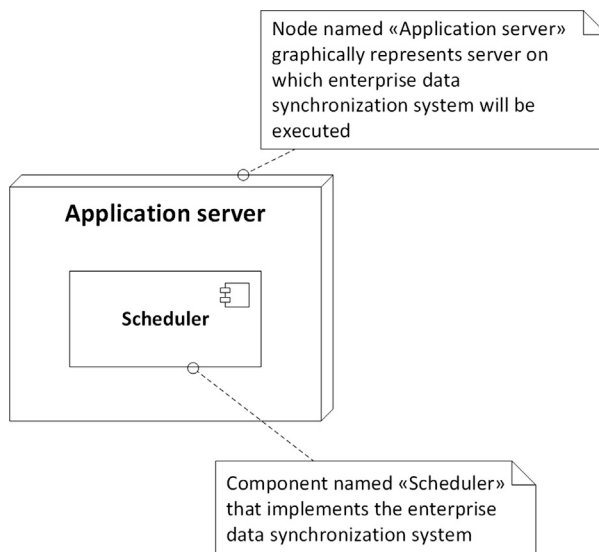 Node named «Application server»
graphically represents server on
which enterprise data
synchronization system will be
executed
Application server
Scheduler
Component named «Scheduler»
that implements the enterprise
data synchronization system